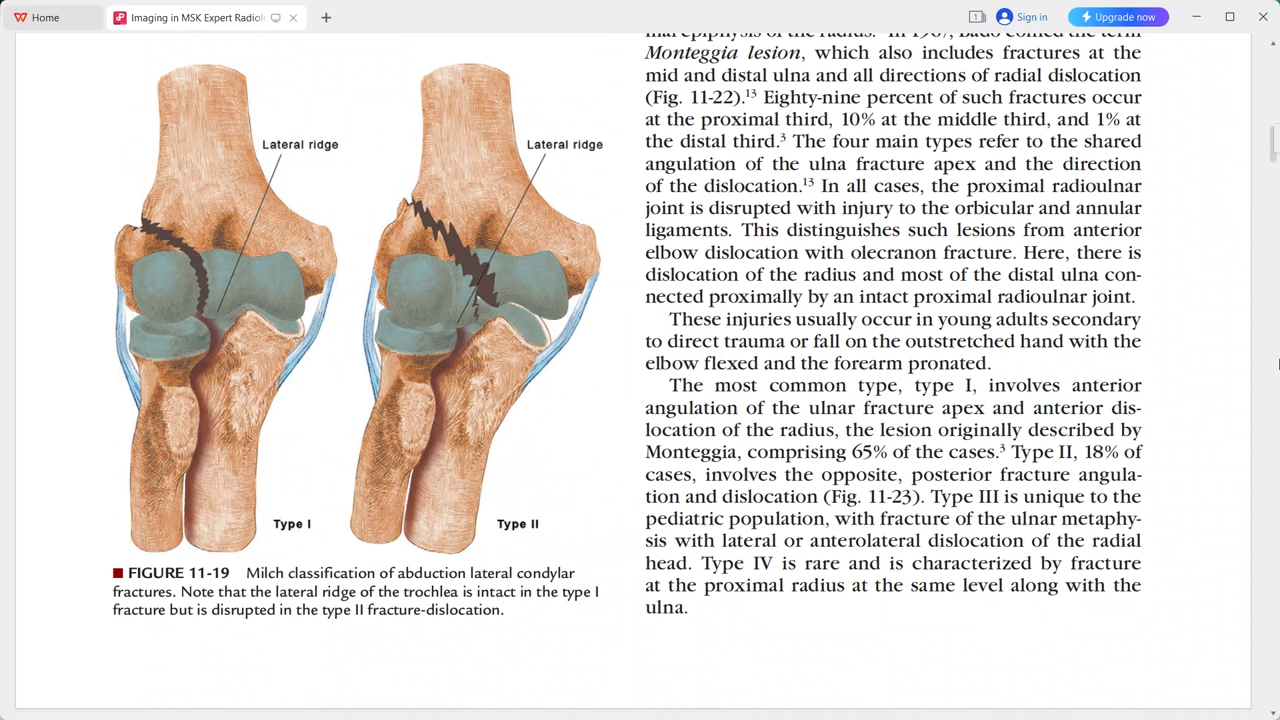 Home
Imaging in MSK Expert Radiol
1
Sign in
Upgrade now
Lateral ridge
Lateral ridge
Type I
Type II
■ FIGURE 11-19 Milch classification of abduction lateral condylar
fractures. Note that the lateral ridge of the trochlea is intact in the type I
fracture but is disrupted in the type II fracture-dislocation.
mal epiphysis of the radius. In 1967, Bado coined the term
Monteggia lesion, which also includes fractures at the
mid and distal ulna and all directions of radial dislocation
(Fig. 11-22).¹³ Eighty-nine percent of such fractures occur
at the proximal third, 10% at the middle third, and 1% at
the distal third.³ The four main types refer to the shared
angulation of the ulna fracture apex and the direction
of the dislocation.¹³ In all cases, the proximal radioulnar
joint is disrupted with injury to the orbicular and annular
ligaments. This distinguishes such lesions from anterior
elbow dislocation with olecranon fracture. Here, there is
dislocation of the radius and most of the distal ulna con-
nected proximally by an intact proximal radioulnar joint.
These injuries usually occur in young adults secondary
to direct trauma or fall on the outstretched hand with the
elbow flexed and the forearm pronated.
The most common type, type I, involves anterior
angulation of the ulnar fracture apex and anterior dis-
location of the radius, the lesion originally described by
Monteggia, comprising 65% of the cases.³ Type II, 18% of
cases, involves the opposite, posterior fracture angula-
tion and dislocation (Fig. 11-23). Type III is unique to the
pediatric population, with fracture of the ulnar metaphy-
sis with lateral or anterolateral dislocation of the radial
head. Type IV is rare and is characterized by fracture
at the proximal radius at the same level along with the
ulna.